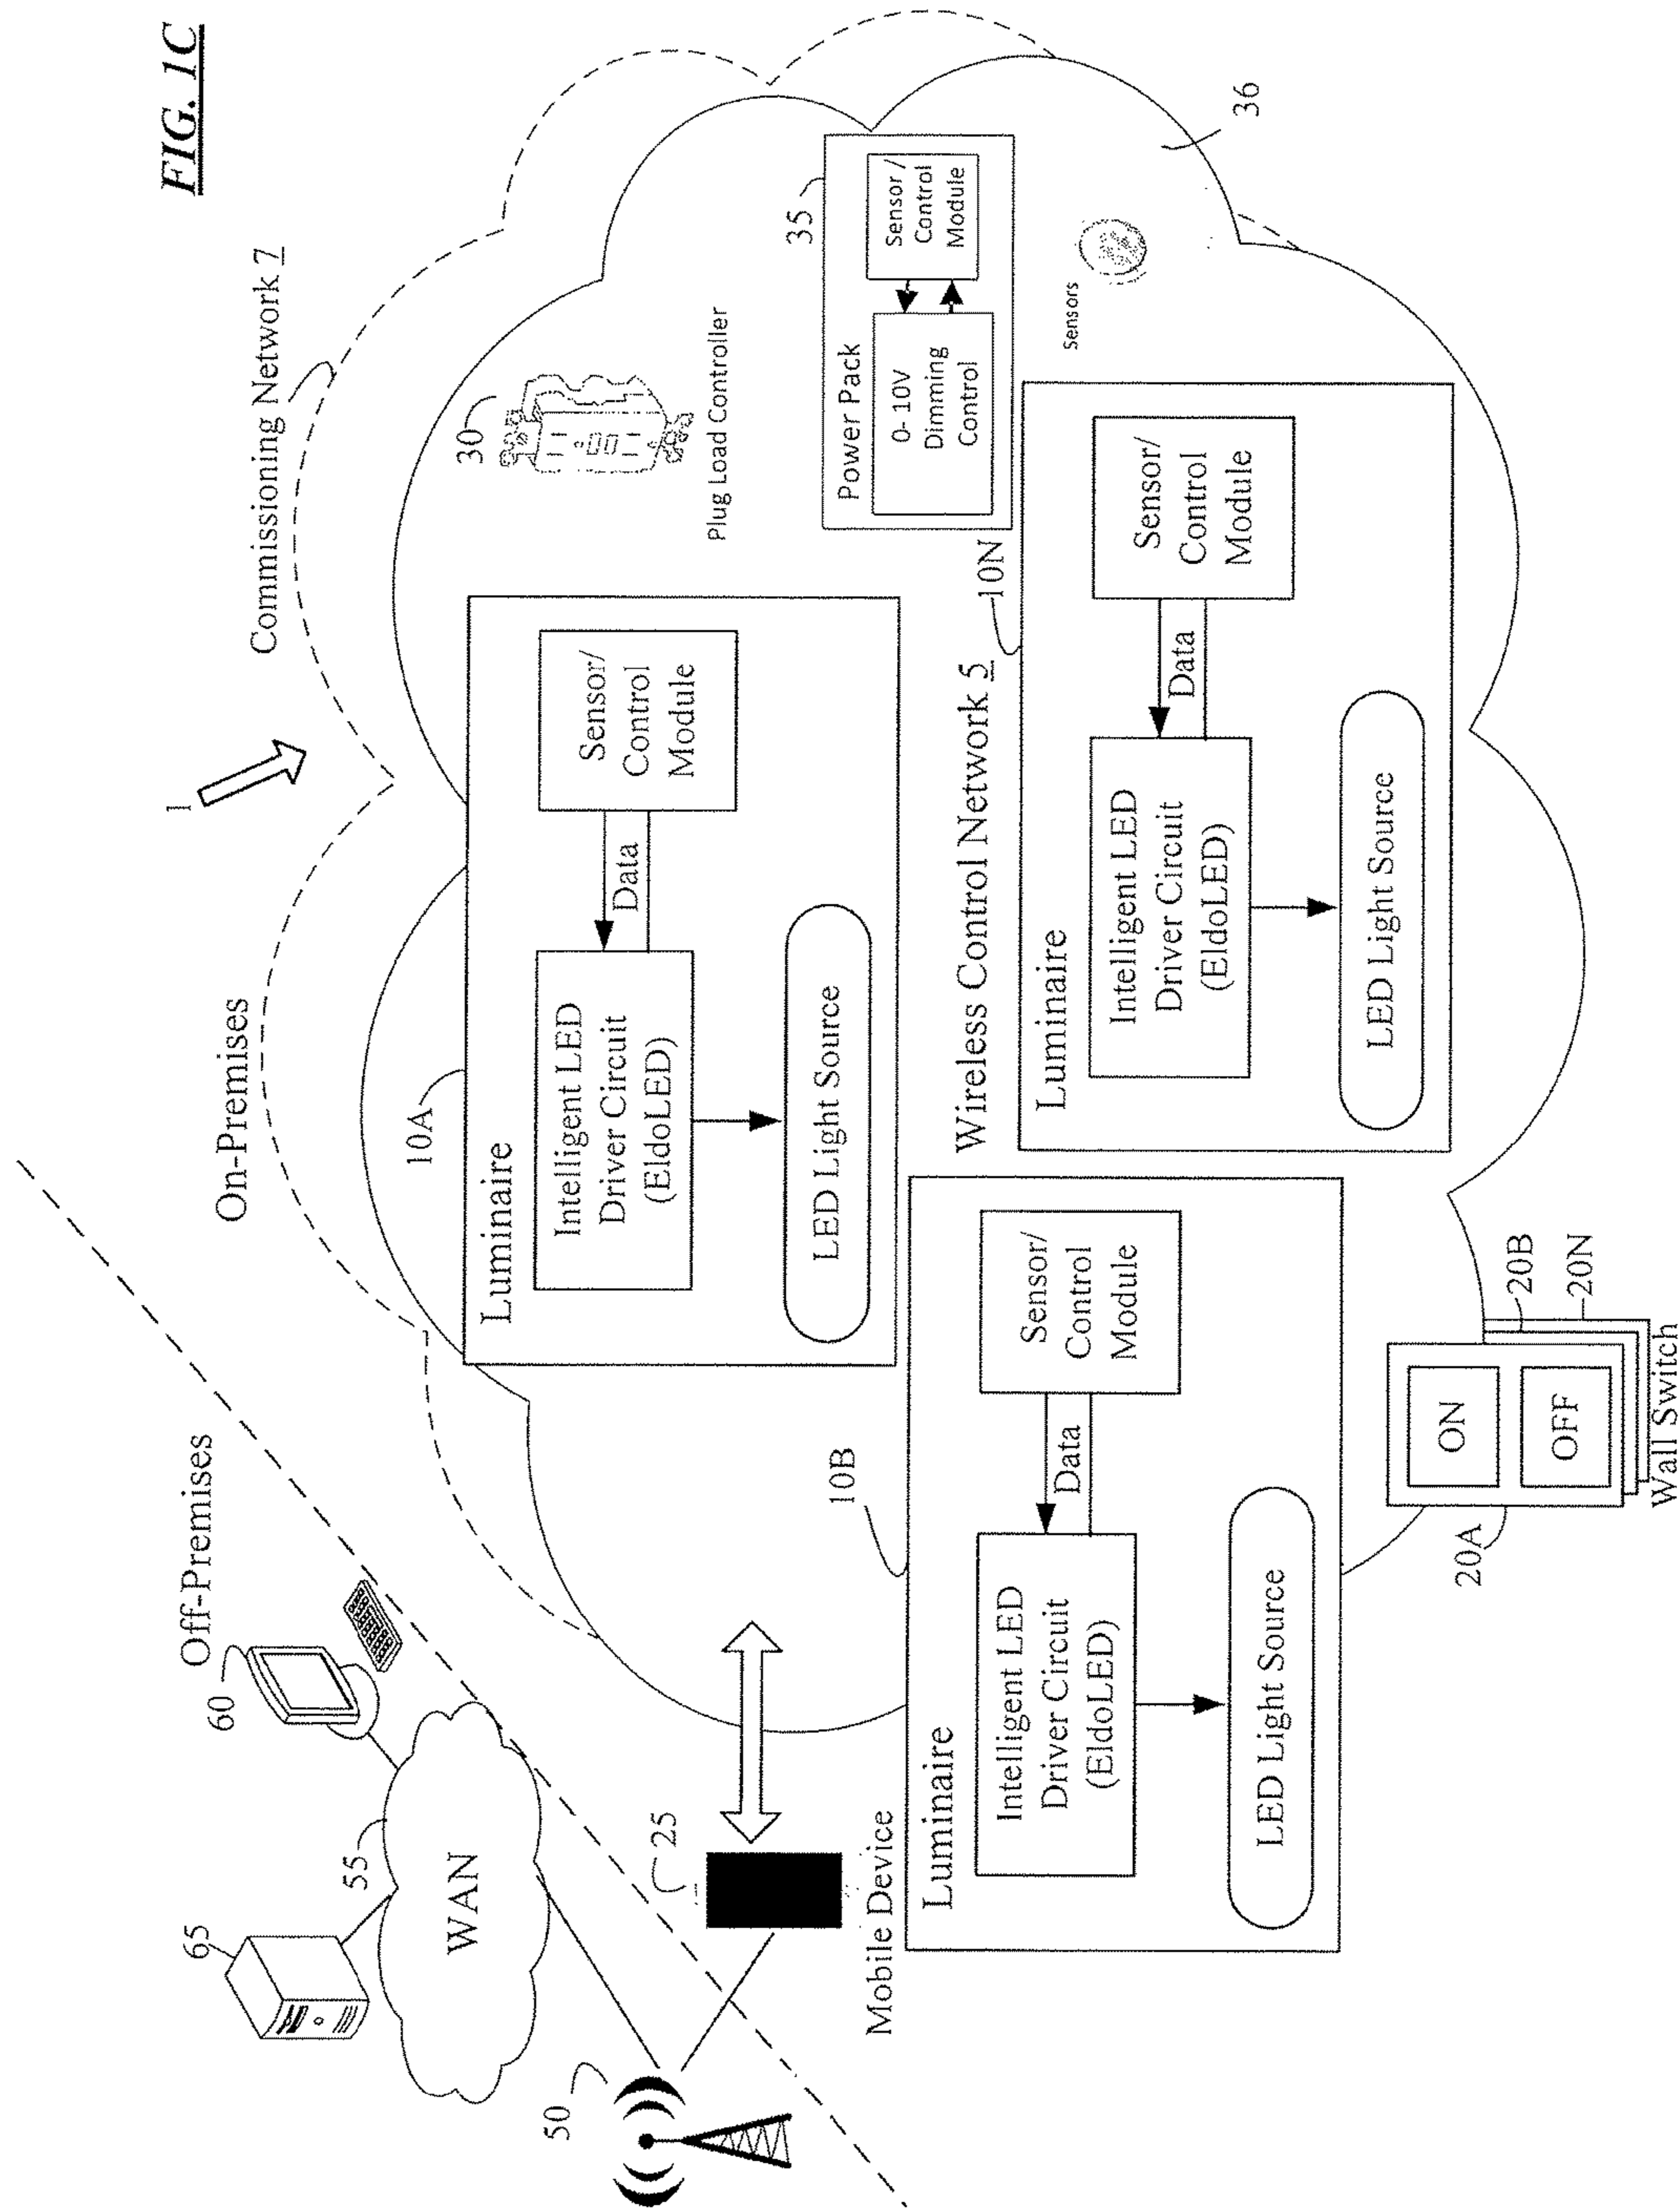 FIG. 1C
1
Commissioning Network 7
On-Premises
Off-Premises
65
60
55
WAN
50
25
Mobile Device
10A
Luminaire
Intelligent LED
Driver Circuit
(EldoLED)
Data
Sensor/
Control
Module
LED Light Source
30
Plug Load Controller
35
Power Pack
0- 10V
Dimming
Control
Sensor /
Control
Module
36
Sensors
Wireless Control Network 5
10B
Luminaire
Intelligent LED
Driver Circuit
(EldoLED)
Data
Sensor/
Control
Module
LED Light Source
10N
Luminaire
Intelligent LED
Driver Circuit
(EldoLED)
Data
Sensor/
Control
Module
LED Light Source
20A
ON
OFF
20B
20N
Wall Switch